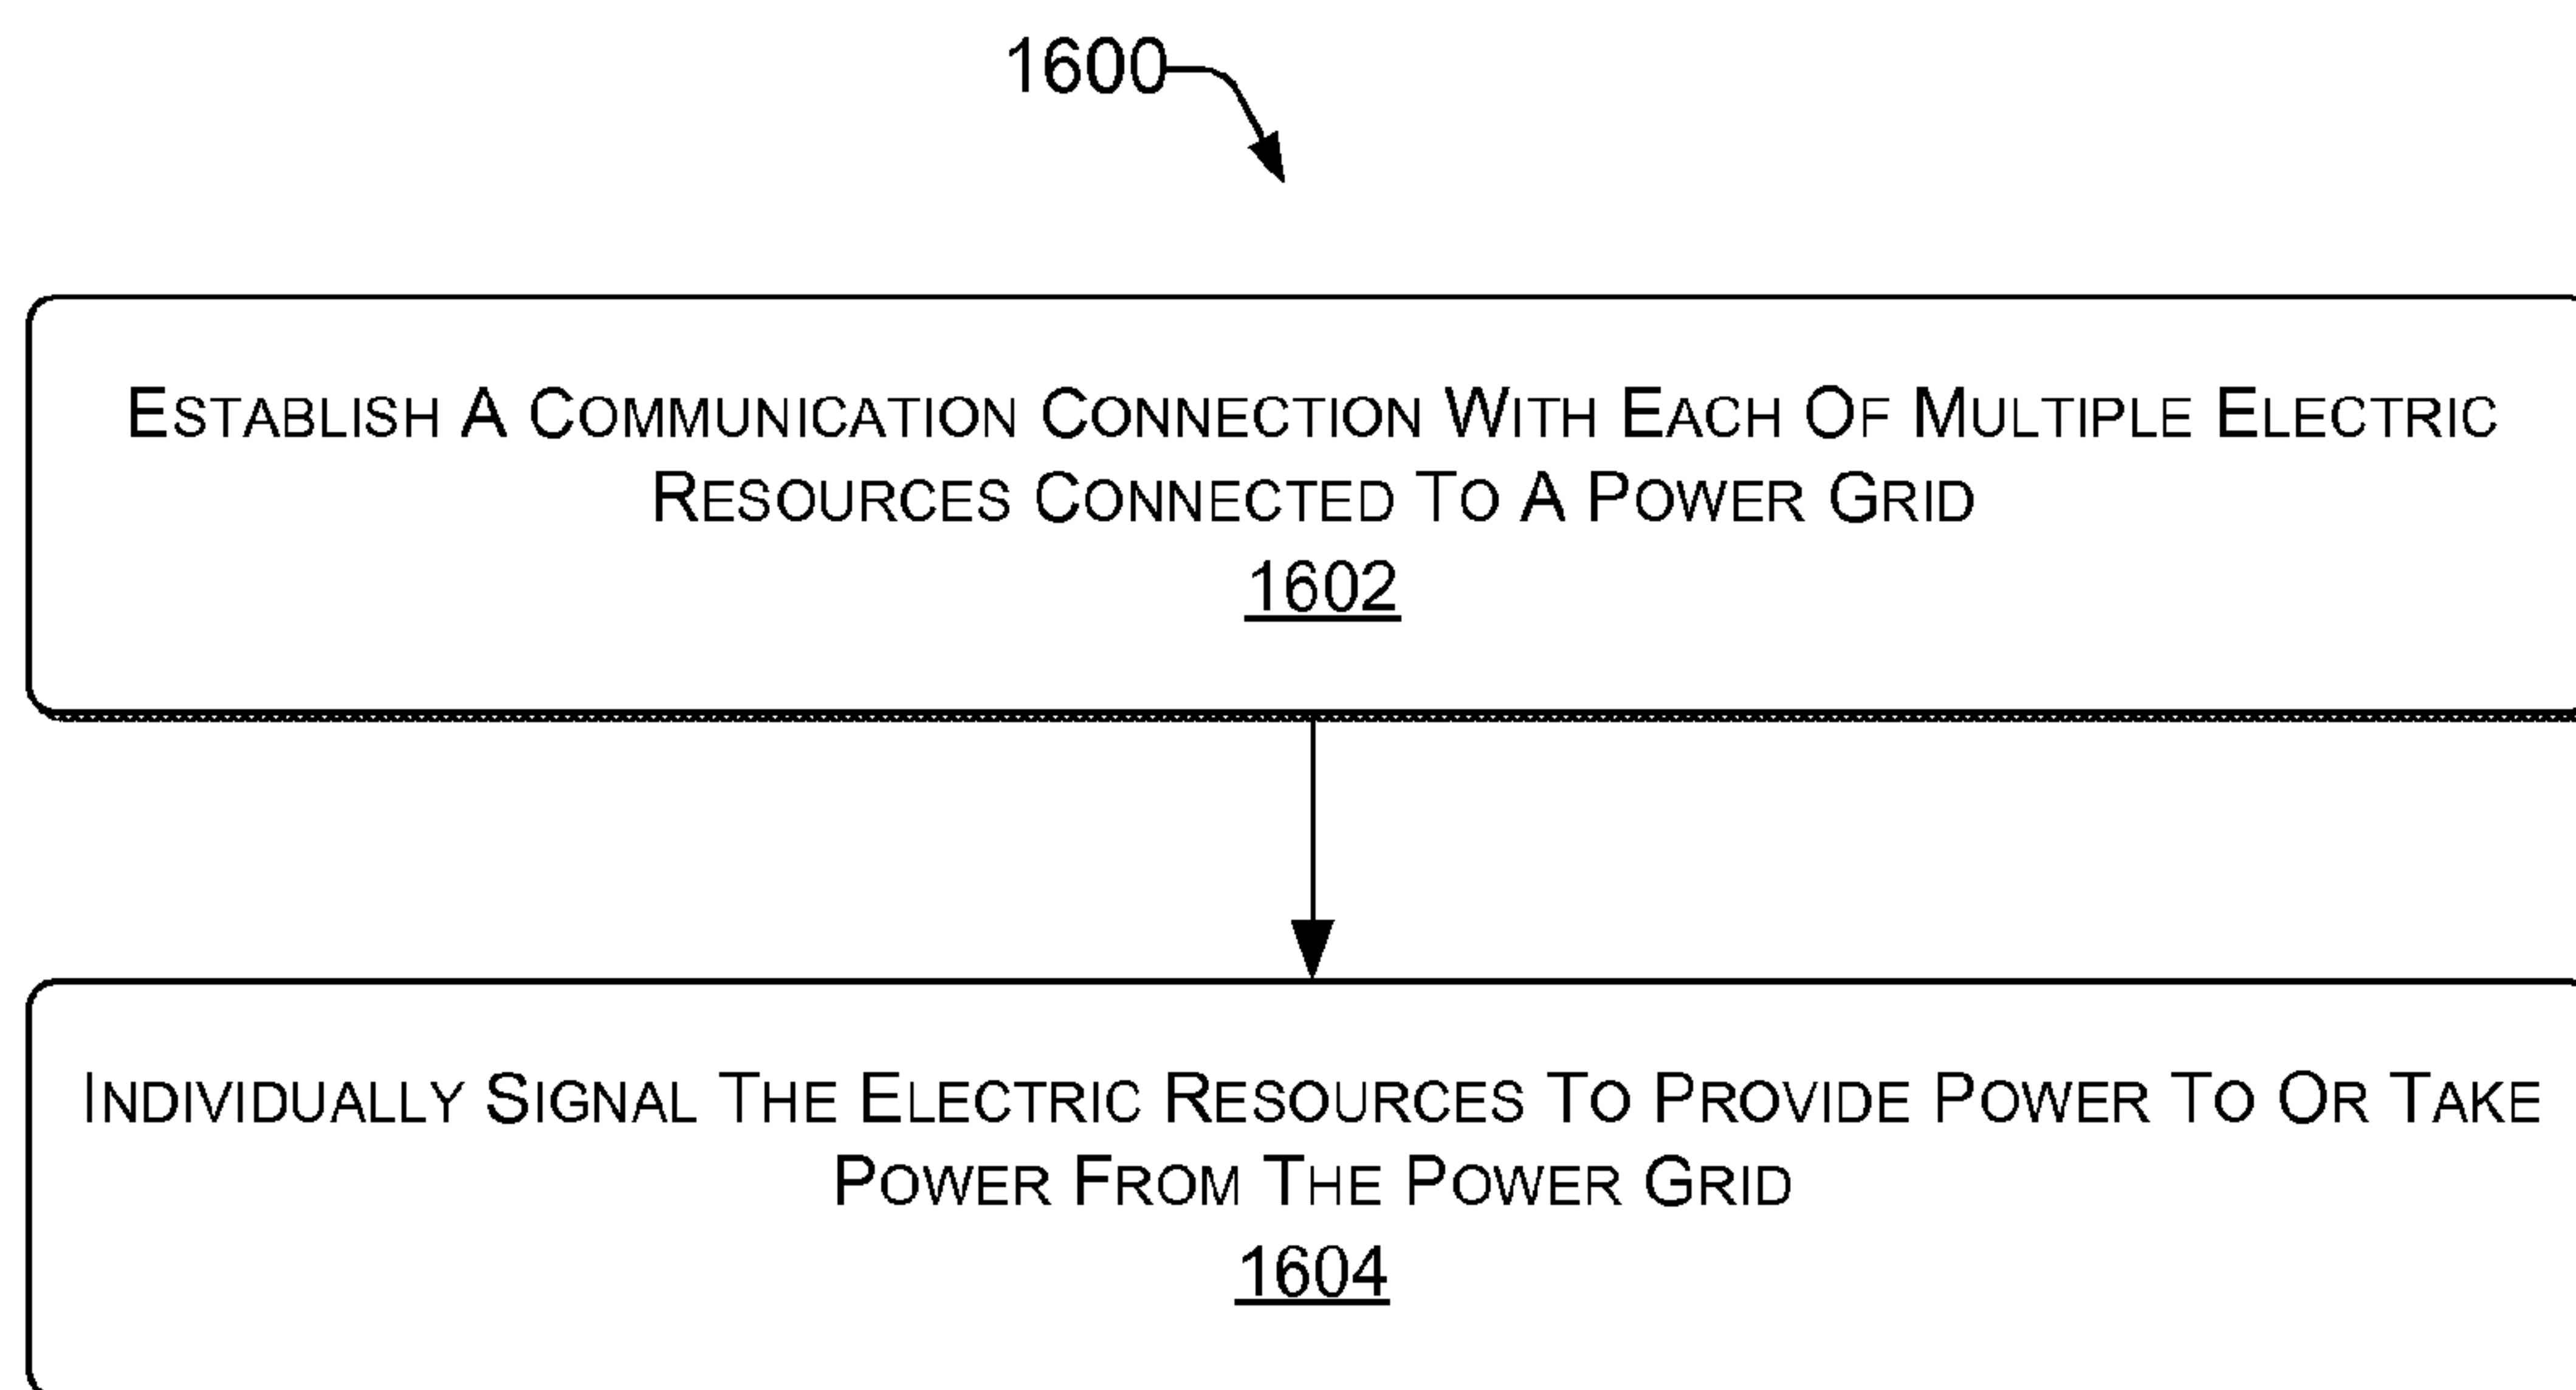 1600
ESTABLISH A COMMUNICATION CONNECTION WITH EACH OF MULTIPLE ELECTRIC
RESOURCES CONNECTED TO A POWER GRID
1602
INDIVIDUALLY SIGNAL THE ELECTRIC RESOURCES TO PROVIDE POWER TO OR TAKE
POWER FROM THE POWER GRID
1604